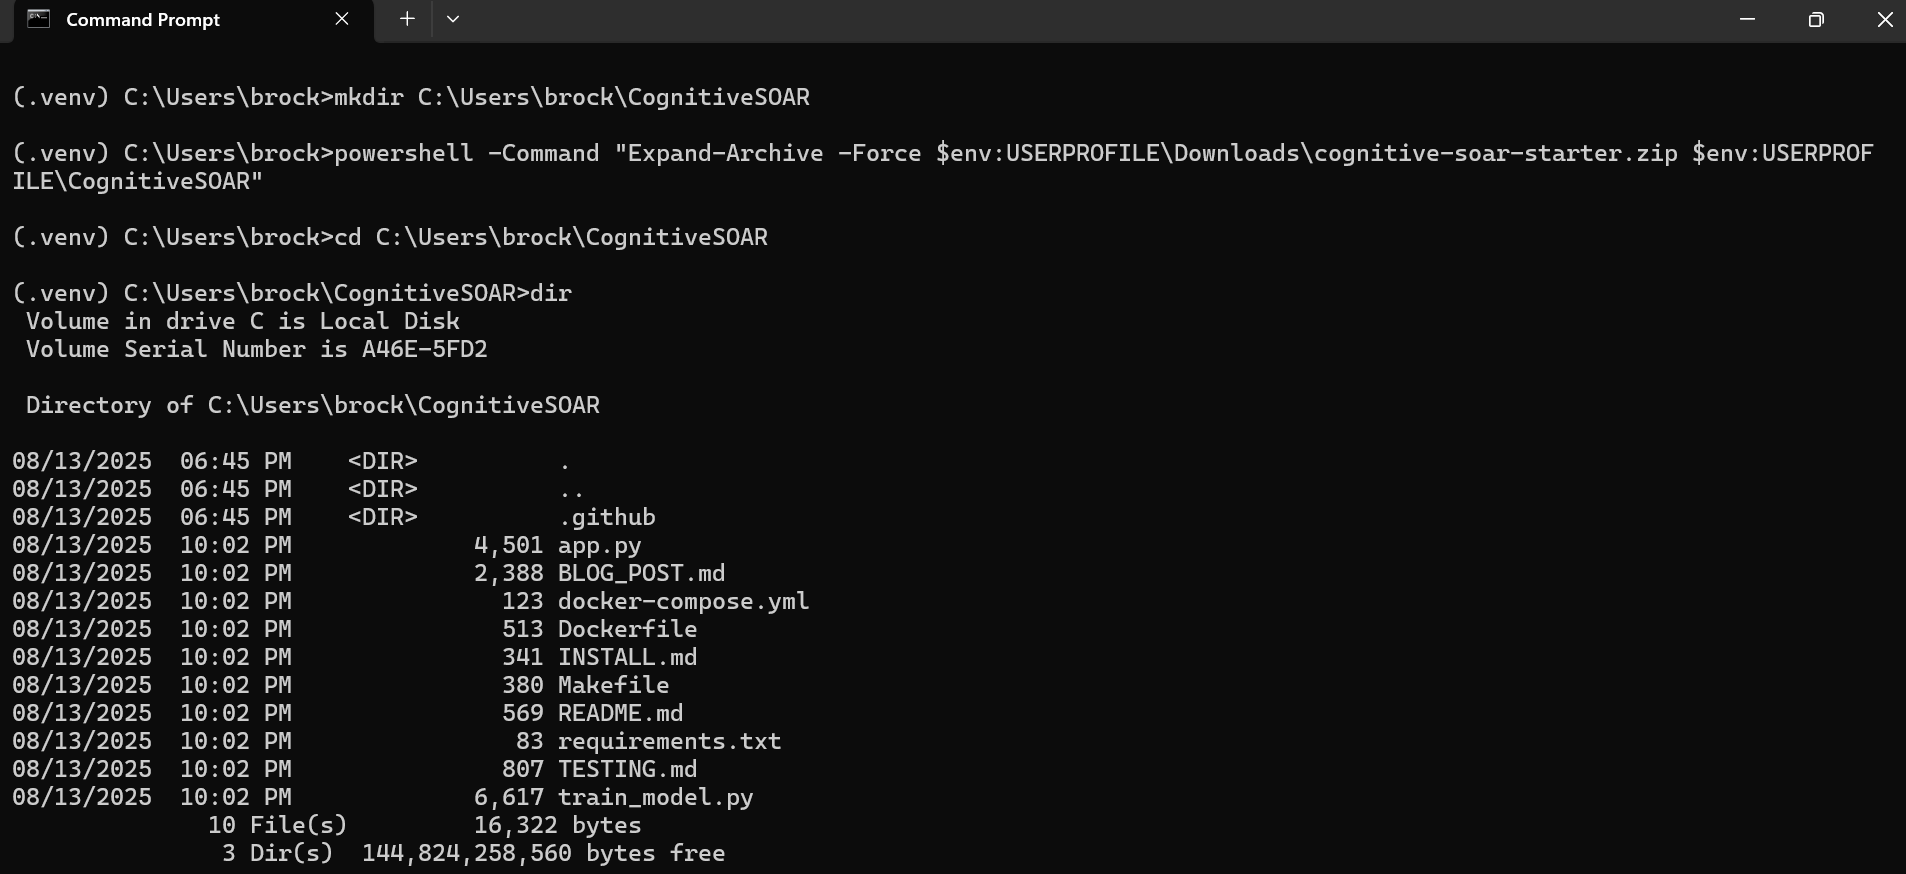 Command Prompt
(.venv) C:\Users\brock>mkdir C:\Users\brock\CognitiveSOAR
(.venv) C:\Users\brock>powershell -Command "Expand-Archive -Force $env:USERPROFILE\Downloads\cognitive-soar-starter.zip $env:USERPROF
ILE\CognitiveSOAR"
(.venv) C:\Users\brock>cd C:\Users\brock\CognitiveSOAR
(.venv) C:\Users\brock\CognitiveSOAR>dir
 Volume in drive C is Local Disk
 Volume Serial Number is A46E-5FD2
 Directory of C:\Users\brock\CognitiveSOAR
08/13/2025  06:45 PM    <DIR>          .
08/13/2025  06:45 PM    <DIR>          ..
08/13/2025  06:45 PM    <DIR>          .github
08/13/2025  10:02 PM             4,501 app.py
08/13/2025  10:02 PM             2,388 BLOG_POST.md
08/13/2025  10:02 PM               123 docker-compose.yml
08/13/2025  10:02 PM               513 Dockerfile
08/13/2025  10:02 PM               341 INSTALL.md
08/13/2025  10:02 PM               380 Makefile
08/13/2025  10:02 PM               569 README.md
08/13/2025  10:02 PM                83 requirements.txt
08/13/2025  10:02 PM               807 TESTING.md
08/13/2025  10:02 PM             6,617 train_model.py
              10 File(s)         16,322 bytes
               3 Dir(s)  144,824,258,560 bytes free